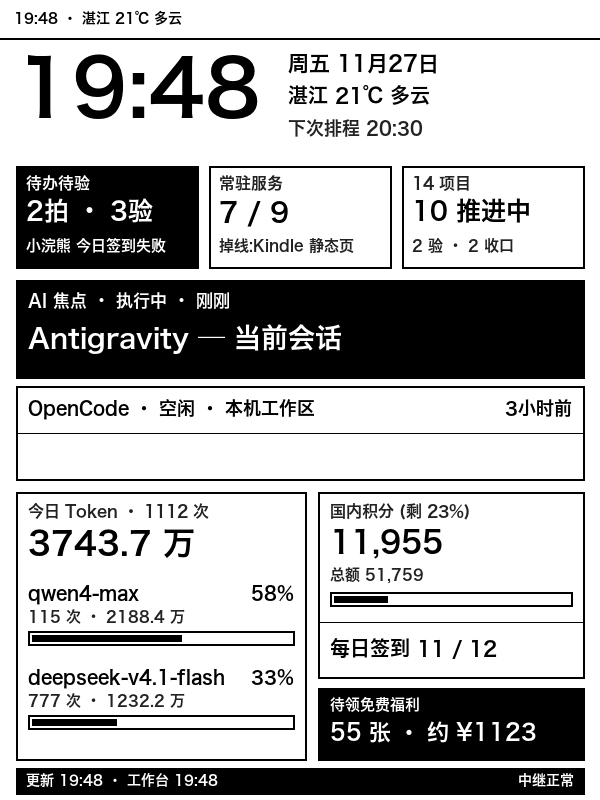 19:48 · 湛江 21℃ 多云
19:48
周五 11月27日
湛江 21℃ 多云
下次排程 20:30
待办待验
2拍 · 3验
小浣熊 今日签到失败
常驻服务
7 / 9
掉线:Kindle 静态页
14 项目
10 推进中
2 验 · 2 收口
AI 焦点 · 执行中 · 刚刚
Antigravity — 当前会话
OpenCode · 空闲 · 本机工作区 3小时前
今日 Token · 1112 次
3743.7 万
qwen4-max 58%
115 次 · 2188.4 万
deepseek-v4.1-flash 33%
777 次 · 1232.2 万
国内积分 (剩 23%)
11,955
总额 51,759
每日签到 11 / 12
待领免费福利
55 张 · 约 ¥1123
更新 19:48 · 工作台 19:48 中继正常